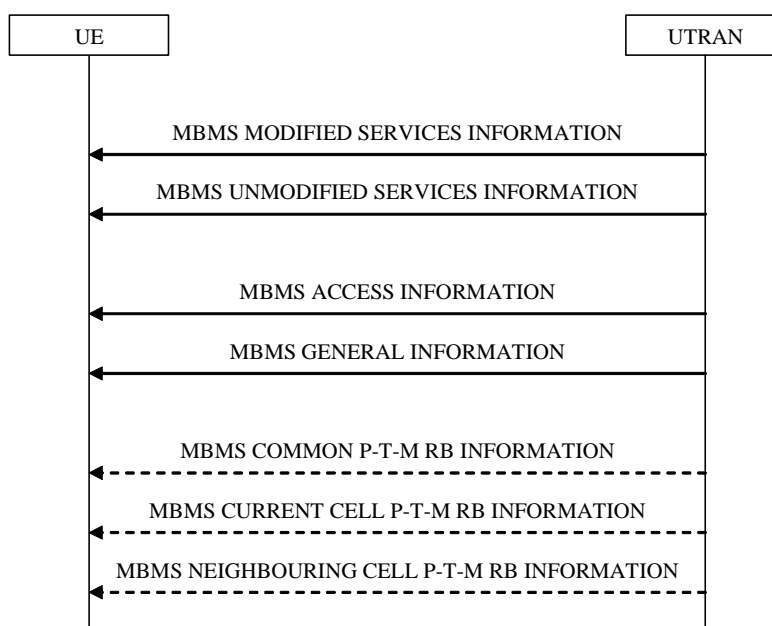 UE
UTRAN
MBMS MODIFIED SERVICES INFORMATION
MBMS UNMODIFIED SERVICES INFORMATION
MBMS ACCESS INFORMATION
MBMS GENERAL INFORMATION
MBMS COMMON P-T-M RB INFORMATION
MBMS CURRENT CELL P-T-M RB INFORMATION
MBMS NEIGHBOURING CELL P-T-M RB INFORMATION